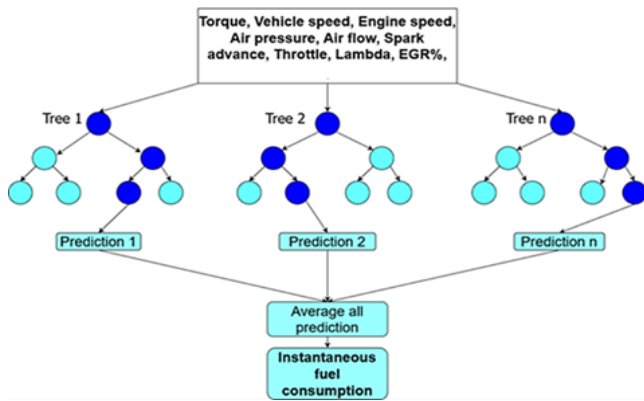 Torque, Vehicle speed, Engine speed,
Air pressure, Air flow, Spark
advance, Throttle, Lambda, EGR%,
Tree 1
Tree 2
Tree n
Prediction 1
Prediction 2
Prediction n
Average all
prediction
Instantaneous
fuel
consumption